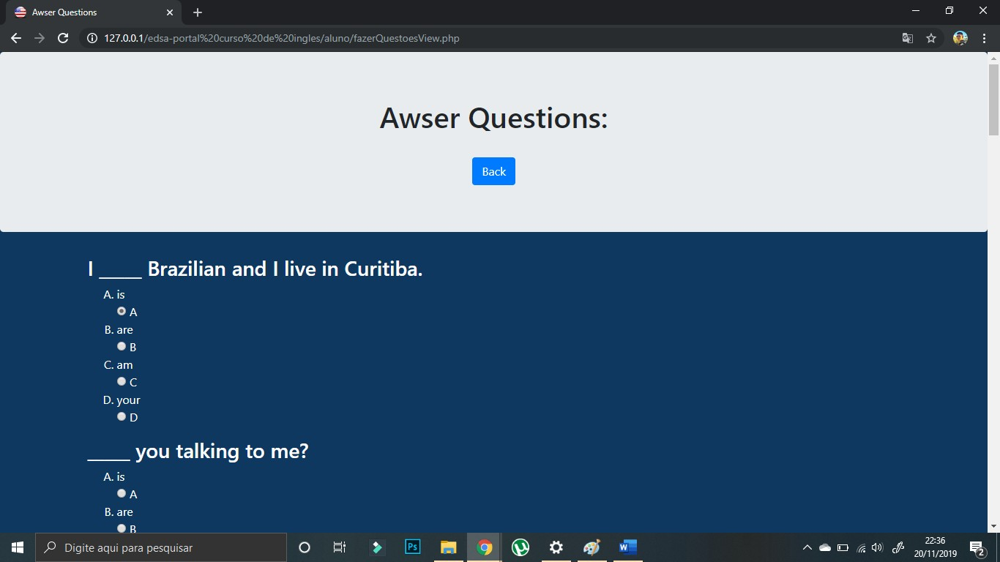 Awser Questions
127.0.0.1/edsa-portal%20curso%20de%20ingles/aluno/fazerQuestoesView.php
Awser Questions:
Back
I _____ Brazilian and I live in Curitiba.
A. is
A
B. are
B
C. am
C
D. your
D
_____ you talking to me?
A. is
A
B. are
B
Digite aqui para pesquisar
Ps
W
22:36
20/11/2019
2